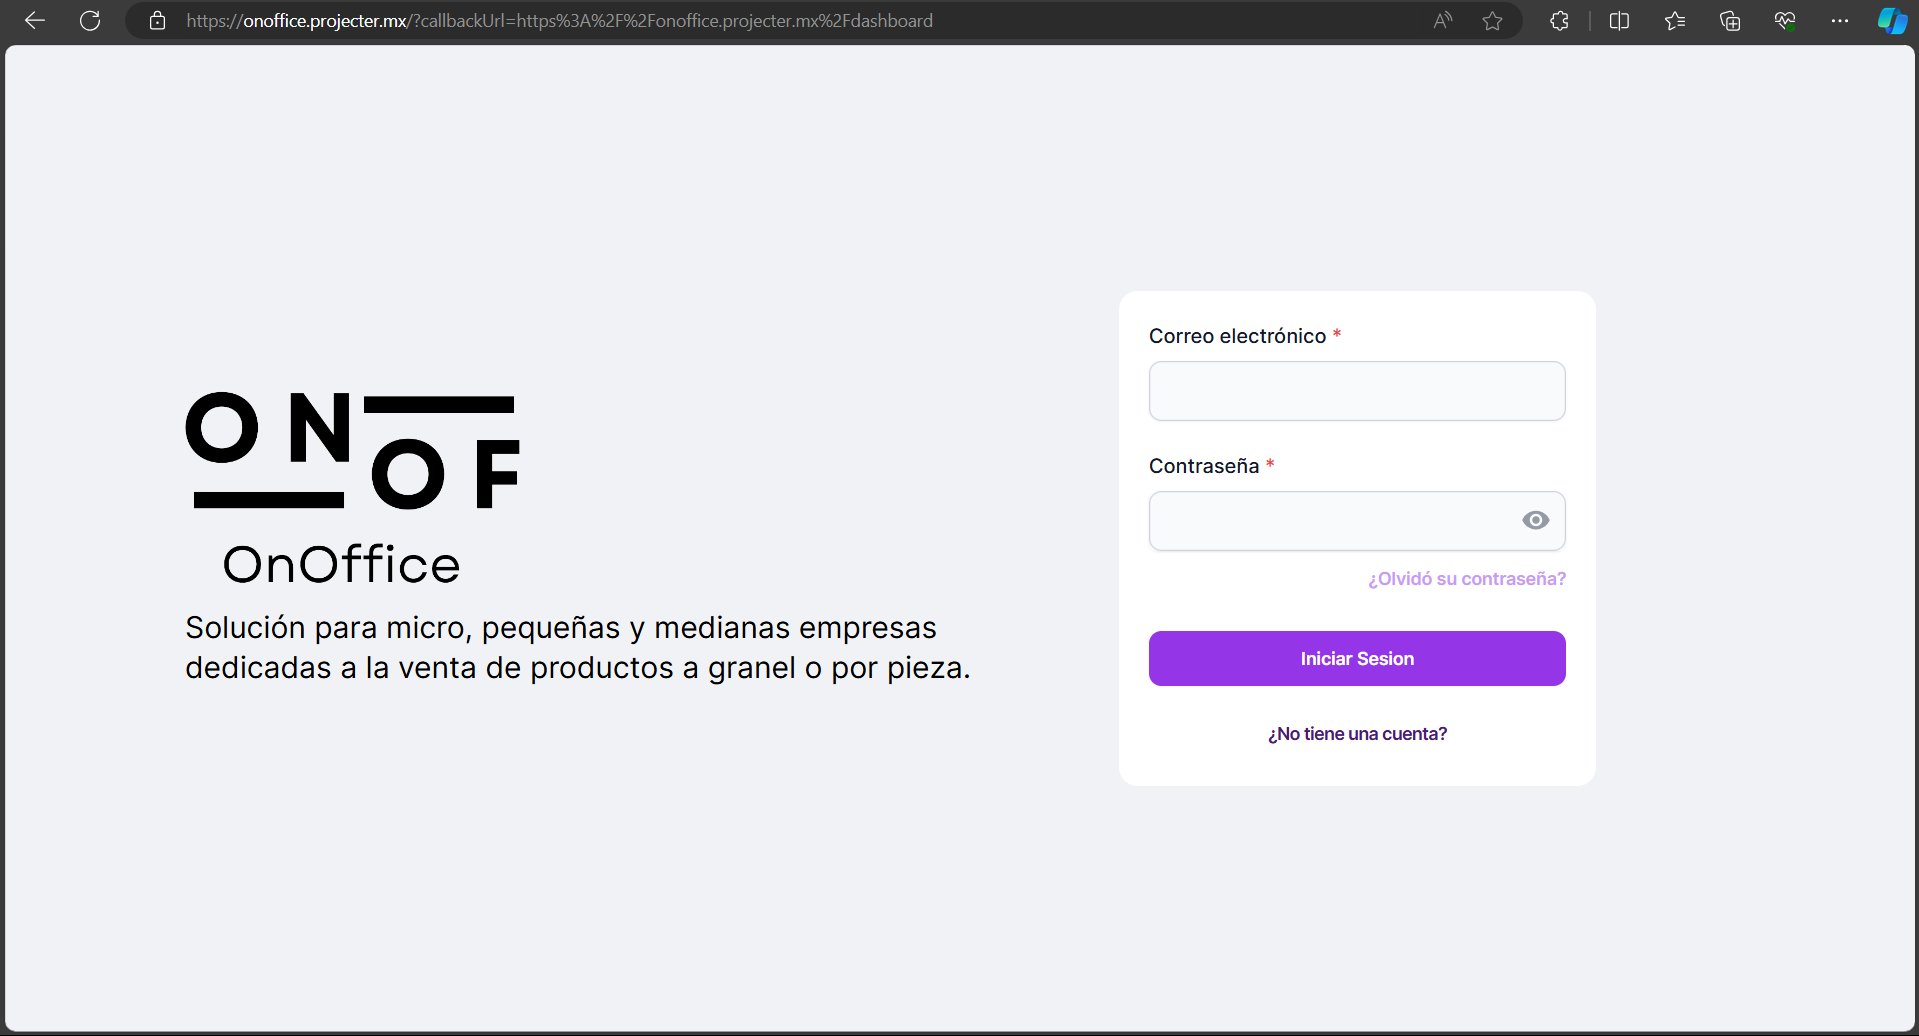 https://onoffice.projecter.mx/?callbackUrl=https%3A%2F%2Fonoffice.projecter.mx%2Fdashboard
ON
OF
OnOffice
Solución para micro, pequeñas y medianas empresas
dedicadas a la venta de productos a granel o por pieza.
Correo electrónico *
Contraseña *
¿Olvidó su contraseña?
Iniciar Sesion
¿No tiene una cuenta?